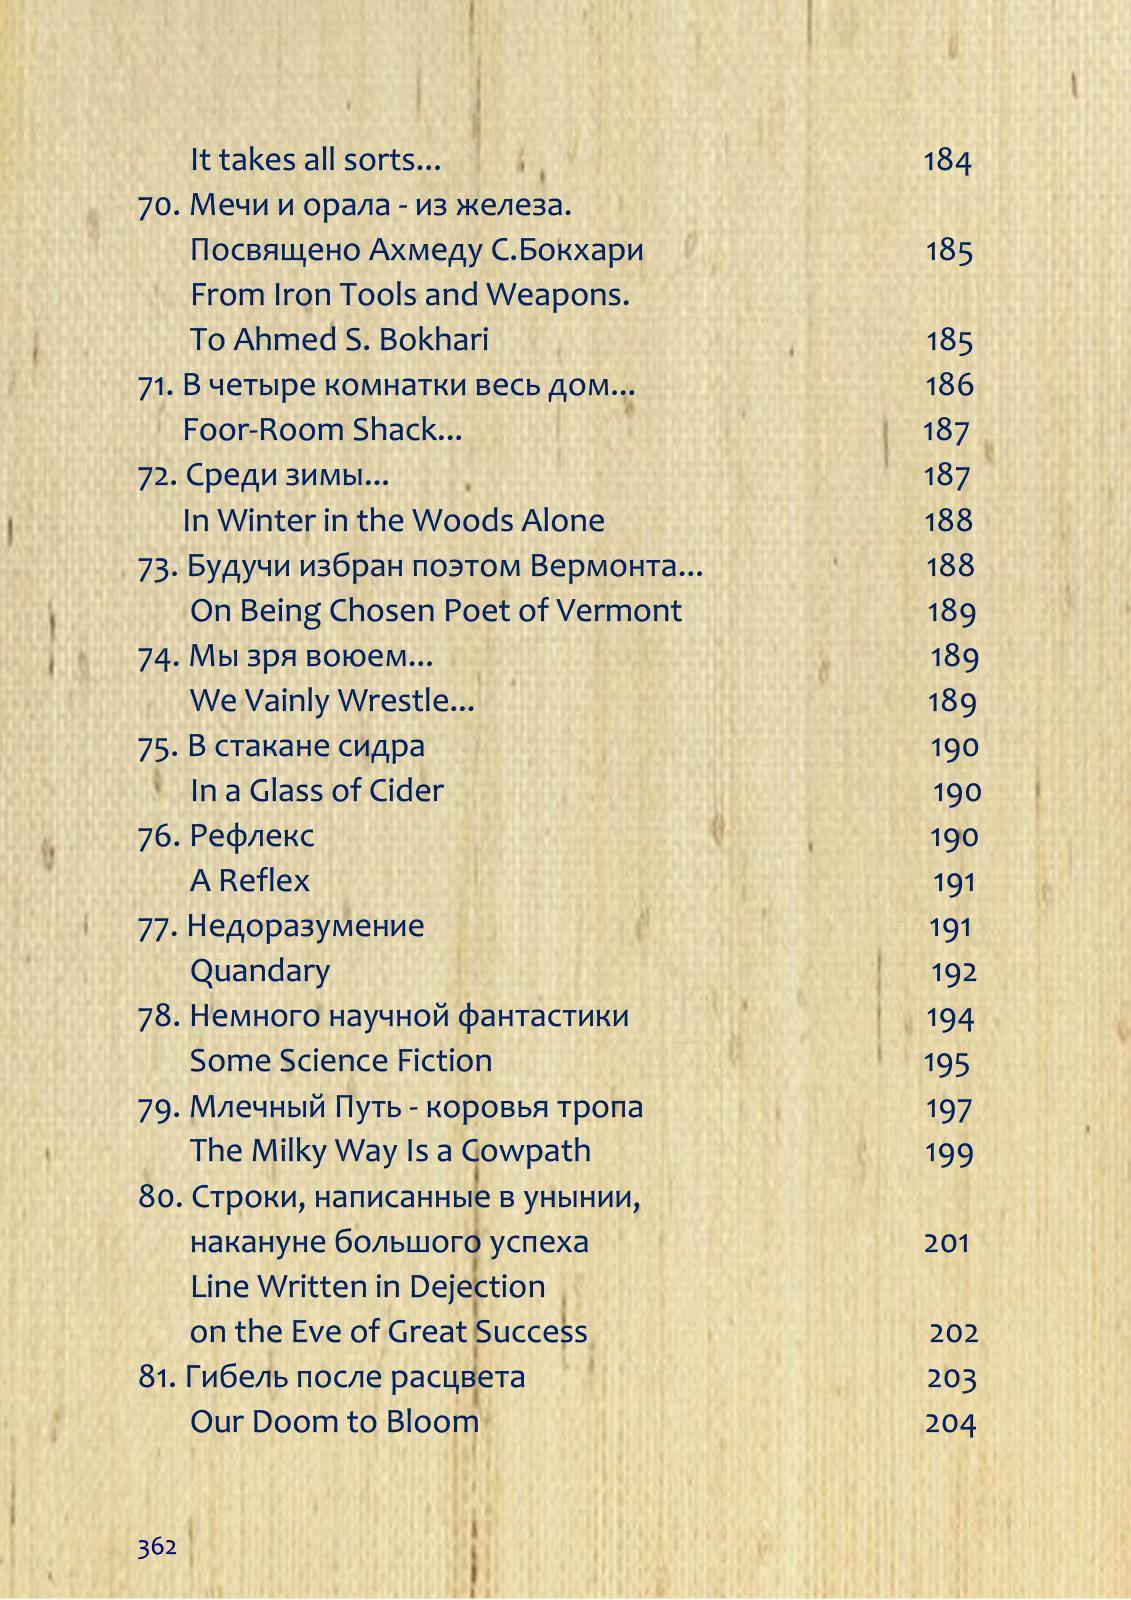 It takes all sorts... 184
70. Мечи и орала - из железа.
Посвящено Ахмеду С.Бокхари 185
From Iron Tools and Weapons.
To Ahmed S. Bokhari 185
71. В четыре комнатки весь дом... 186
Foor-Room Shack... 187
72. Среди зимы... 187
In Winter in the Woods Alone 188
73. Будучи избран поэтом Вермонта... 188
On Being Chosen Poet of Vermont 189
74. Мы зря воюем... 189
We Vainly Wrestle... 189
75. В стакане сидра 190
In a Glass of Cider 190
76. Рефлекс 190
A Reflex 191
77. Недоразумение 191
Quandary 192
78. Немного научной фантастики 194
Some Science Fiction 195
79. Млечный Путь - коровья тропа 197
The Milky Way Is a Cowpath 199
80. Строки, написанные в унынии,
накануне большого успеха 201
Line Written in Dejection
on the Eve of Great Success 202
81. Гибель после расцвета 203
Our Doom to Bloom 204
362